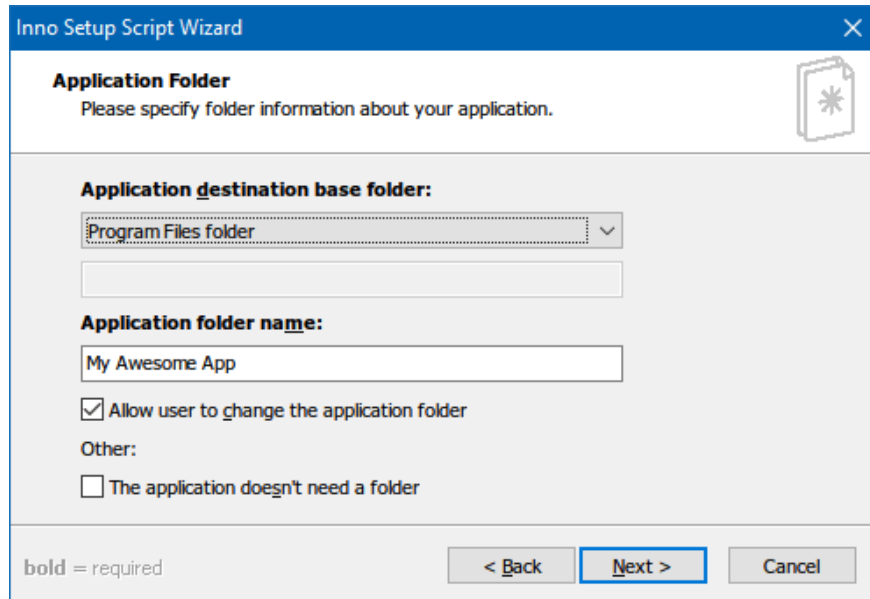 Inno Setup Script Wizard
Application Folder
Please specify folder information about your application.
Application destination base folder:
Program Files folder
Application folder name:
My Awesome App
Allow user to change the application folder
Other:
The application doesn't need a folder
bold = required
< Back
Next >
Cancel